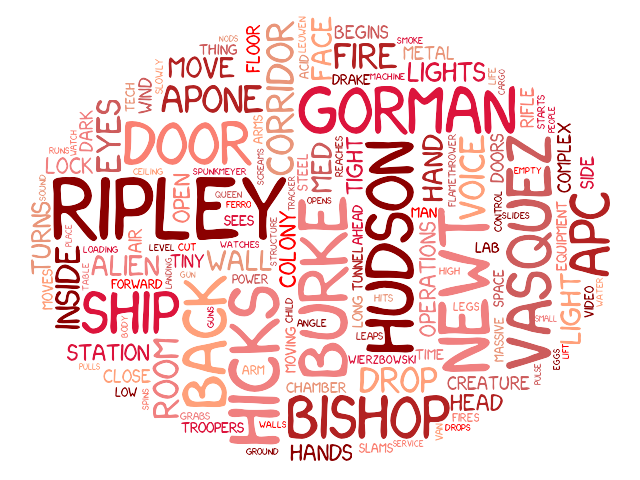 NODS
SMOKE
ACID
LEUWEN
BEGINS
THING
FLOOR
FACE
FIRE
METAL
MOVE
CORRIDOR
DRAKE
MACHINE
LIGHTS
LIFE
CARGO
SLOWLY
TECH
WIND
APONE
GORMAN
RIFLE
STARTS
PEOPLE
EYES
DARK
WATCH
RUNS
LOCK
DOOR
ARMS
SCREAMS
STEEL
MED
REACHES
TIGHT
HUDSON
HAND
FLAMETHROWER
VOICE
DOORS
VASQUEZ
EMPTY
COMPLEX
SIDE
CEILING
SPUNKMEYER
SOUND
RIPLEY
OPEN
QUEEN
FERRO
TRACKER
OPENS
SEES
COLONY
BURKE
AHEAD
TUNNEL
MAN
OPERATIONS
NEWT
CONTROL
SLIDES
LAB
EQUIPMENT
APC
TURNS
PLACE
INSIDE
LOADING
AIR
LEVEL
CUT
WATCHES
STRUCTURE
MOVES
TABLE
ALIEN
LANDING
TINY
WALL
GUN
POWER
HIGH
SPACE
LIGHT
VIDEO
WATER
FORWARD
SHIP
BODY
BACK
GUNS
HICKS
CHILD
ANGLE
MOVING
LONG
HITS
LEAPS
LEGS
MASSIVE
SMALL
STATION
PULLS
CLOSE
LOW
SPINS
ROOM
ARM
WIERZBOWSKI
TIME
CHAMBER
DROP
CREATURE
PULSE
EGGS
LIFT
GRABS
TROOPERS
WALLS
BISHOP
HEAD
FIRES
DROPS
VAN
GROUND
HANDS
SLAMS
SERVICE